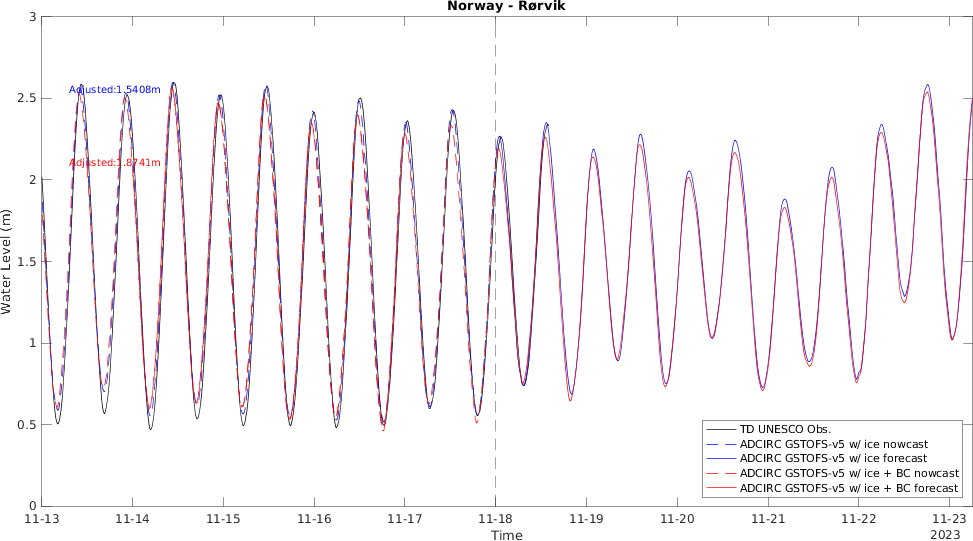 Norway - Rørvik
3
2.5
2
1.5
1
0.5
0
Water Level (m)
Adjusted:1.5408m
Adjusted:1.8741m
TD UNESCO Obs.
ADCIRC GSTOFS-v5 w/ ice nowcast
ADCIRC GSTOFS-v5 w/ ice forecast
ADCIRC GSTOFS-v5 w/ ice + BC nowcast
ADCIRC GSTOFS-v5 w/ ice + BC forecast
11-13 11-14 11-15 11-16 11-17 11-18 11-19 11-20 11-21 11-22 11-23
2023
Time